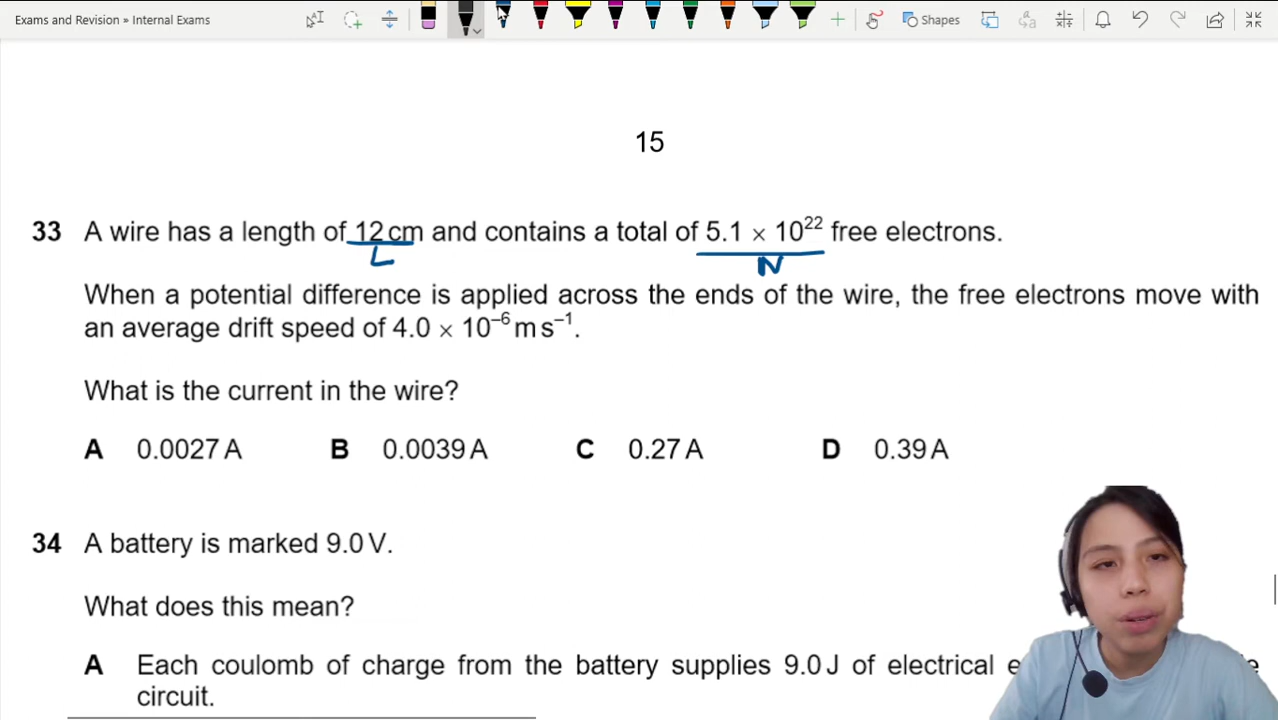 Exams and Revision » Internal Exams
Shapes
15
33 A wire has a length of 12 cm and contains a total of 5.1 × 10²² free electrons.
L
N
When a potential difference is applied across the ends of the wire, the free electrons move with
an average drift speed of 4.0 × 10⁻⁶ m s⁻¹.
What is the current in the wire?
A 0.0027 A B 0.0039 A C 0.27 A D 0.39 A
34 A battery is marked 9.0 V.
What does this mean?
A Each coulomb of charge from the battery supplies 9.0 J of electrical
circuit.